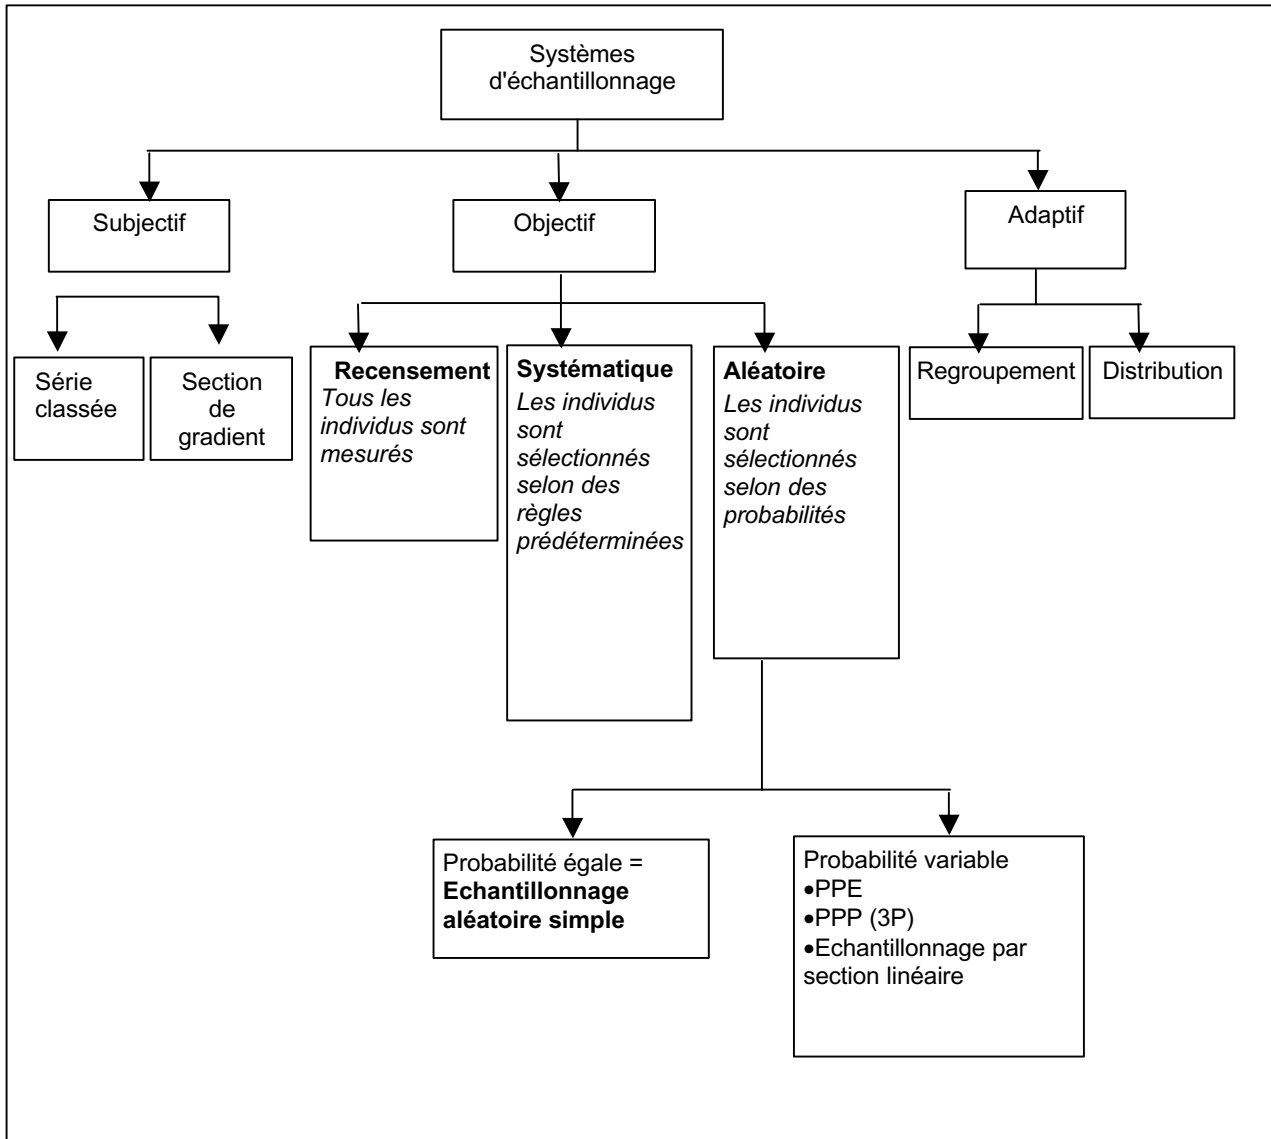 Systèmes
d'échantillonnage
Subjectif
Objectif
Adaptif
Série
classée
Section
de
gradient
Recensement
Tous les
individus sont
mesurés
Systématique
Les individus
sont
sélectionnés
selon des
règles
prédéterminées
Aléatoire
Les individus
sont
sélectionnés
selon des
probabilités
Regroupement
Distribution
Probabilité égale =
Echantillonnage
aléatoire simple
Probabilité variable
•PPE
•PPP (3P)
•Echantillonnage par
section linéaire